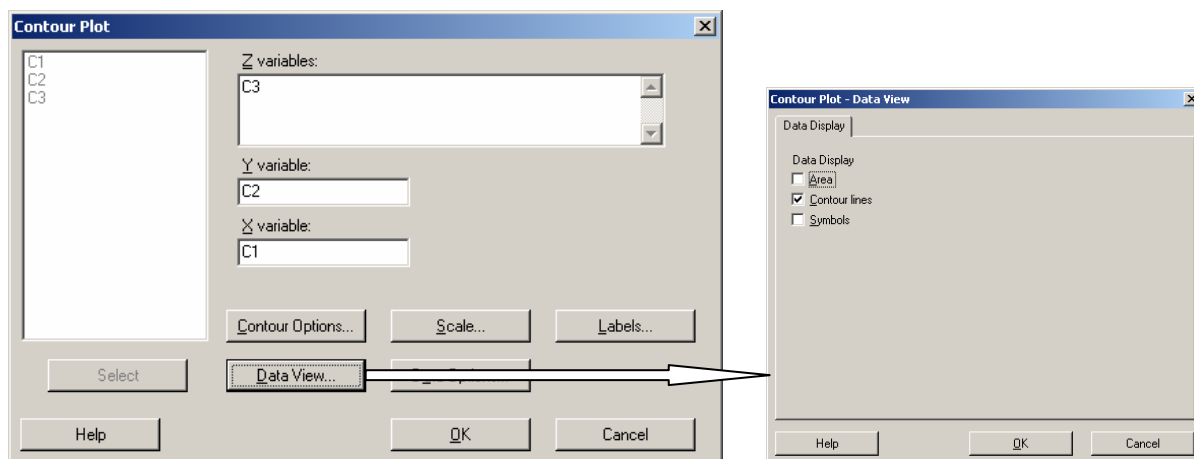 Contour Plot
C1
C2
C3
Z variables:
C3
Y variable:
C2
X variable:
C1
Contour Options...
Scale...
Labels...
Select
Data View...
Help
OK
Cancel
Contour Plot - Data View
Data Display
Data Display
Area
Contour lines
Symbols
Help
OK
Cancel